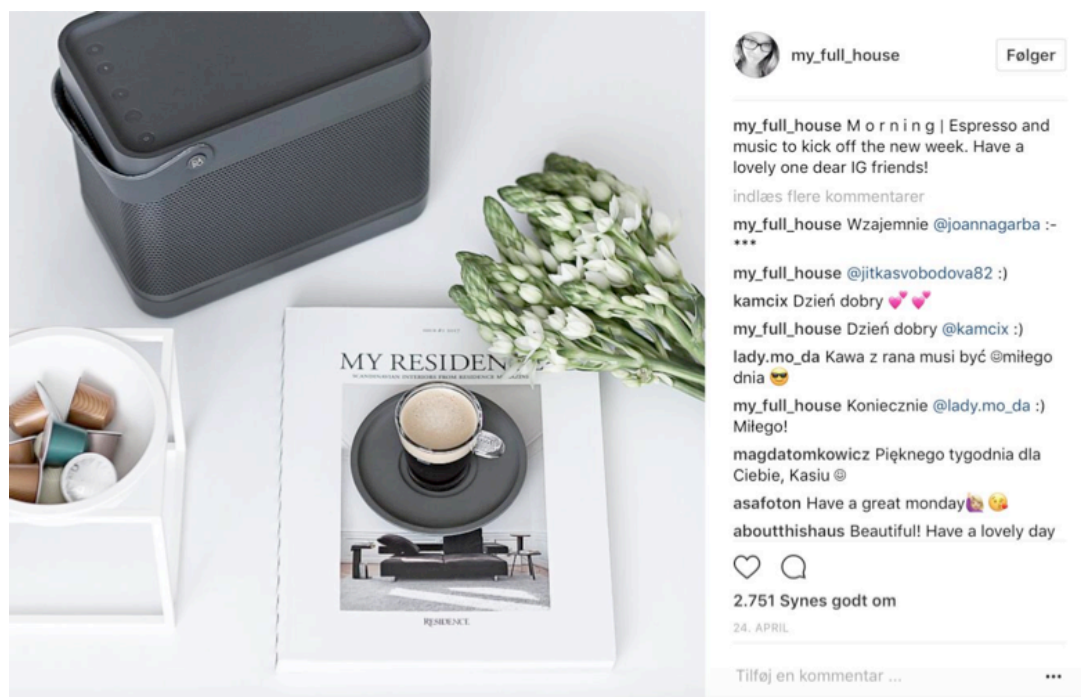 MY RESIDEN
SCANDINAVIAN INTERIORS FROM RESIDENCE MAGAZINE
RESIDENCE
my_full_house
Følger
my_full_house M o r n i n g | Espresso and
music to kick off the new week. Have a
lovely one dear IG friends!
indlæs flere kommentarer
my_full_house Wzajemnie @joannagarba :-
***
my_full_house @jitkasvobodova82 :)
kamcix Dzień dobry 💕 💕
my_full_house Dzień dobry @kamcix :)
lady.mo_da Kawa z rana musi być ☺miłego
dnia 😎
my_full_house Koniecznie @lady.mo_da :)
Miłego!
magdatomkowicz Pięknego tygodnia dla
Ciebie, Kasiu ☺
asafoton Have a great monday🙋🏼😘
aboutthishaus Beautiful! Have a lovely day
2.751 Synes godt om
24. APRIL
Tilføj en kommentar ...